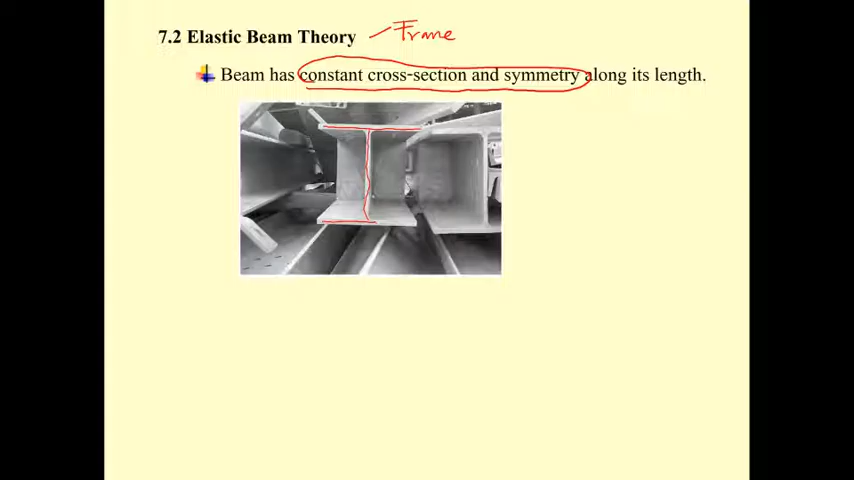 7.2 Elastic Beam Theory Frame
Beam has constant cross-section and symmetry along its length.